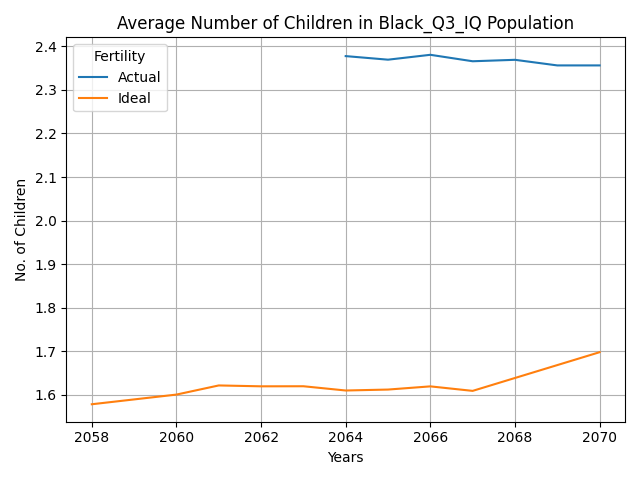 Average Number of Children in Black_Q3_IQ Population
Fertility
Actual
Ideal
2.4
2.3
2.2
2.1
2.0
1.9
1.8
1.7
1.6
No. of Children
2058 2060 2062 2064 2066 2068 2070
Years